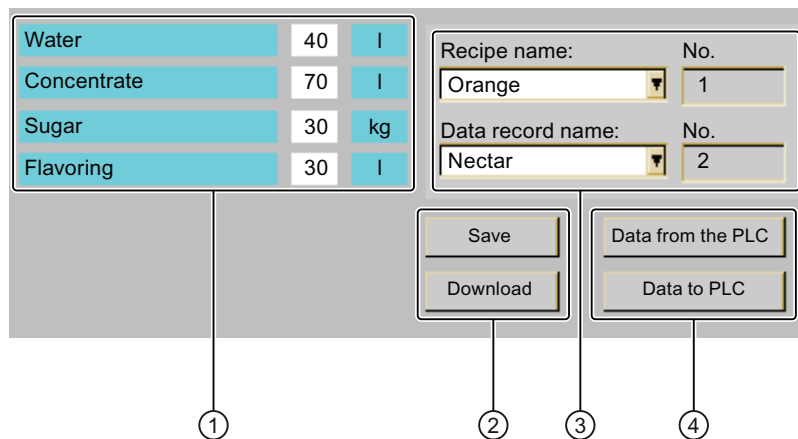 Water 40 l
Concentrate 70 l
Sugar 30 kg
Flavoring 30 l
Recipe name: No.
Orange 1
Data record name: No.
Nectar 2
Save Data from the PLC
Download Data to PLC
1 2 3 4